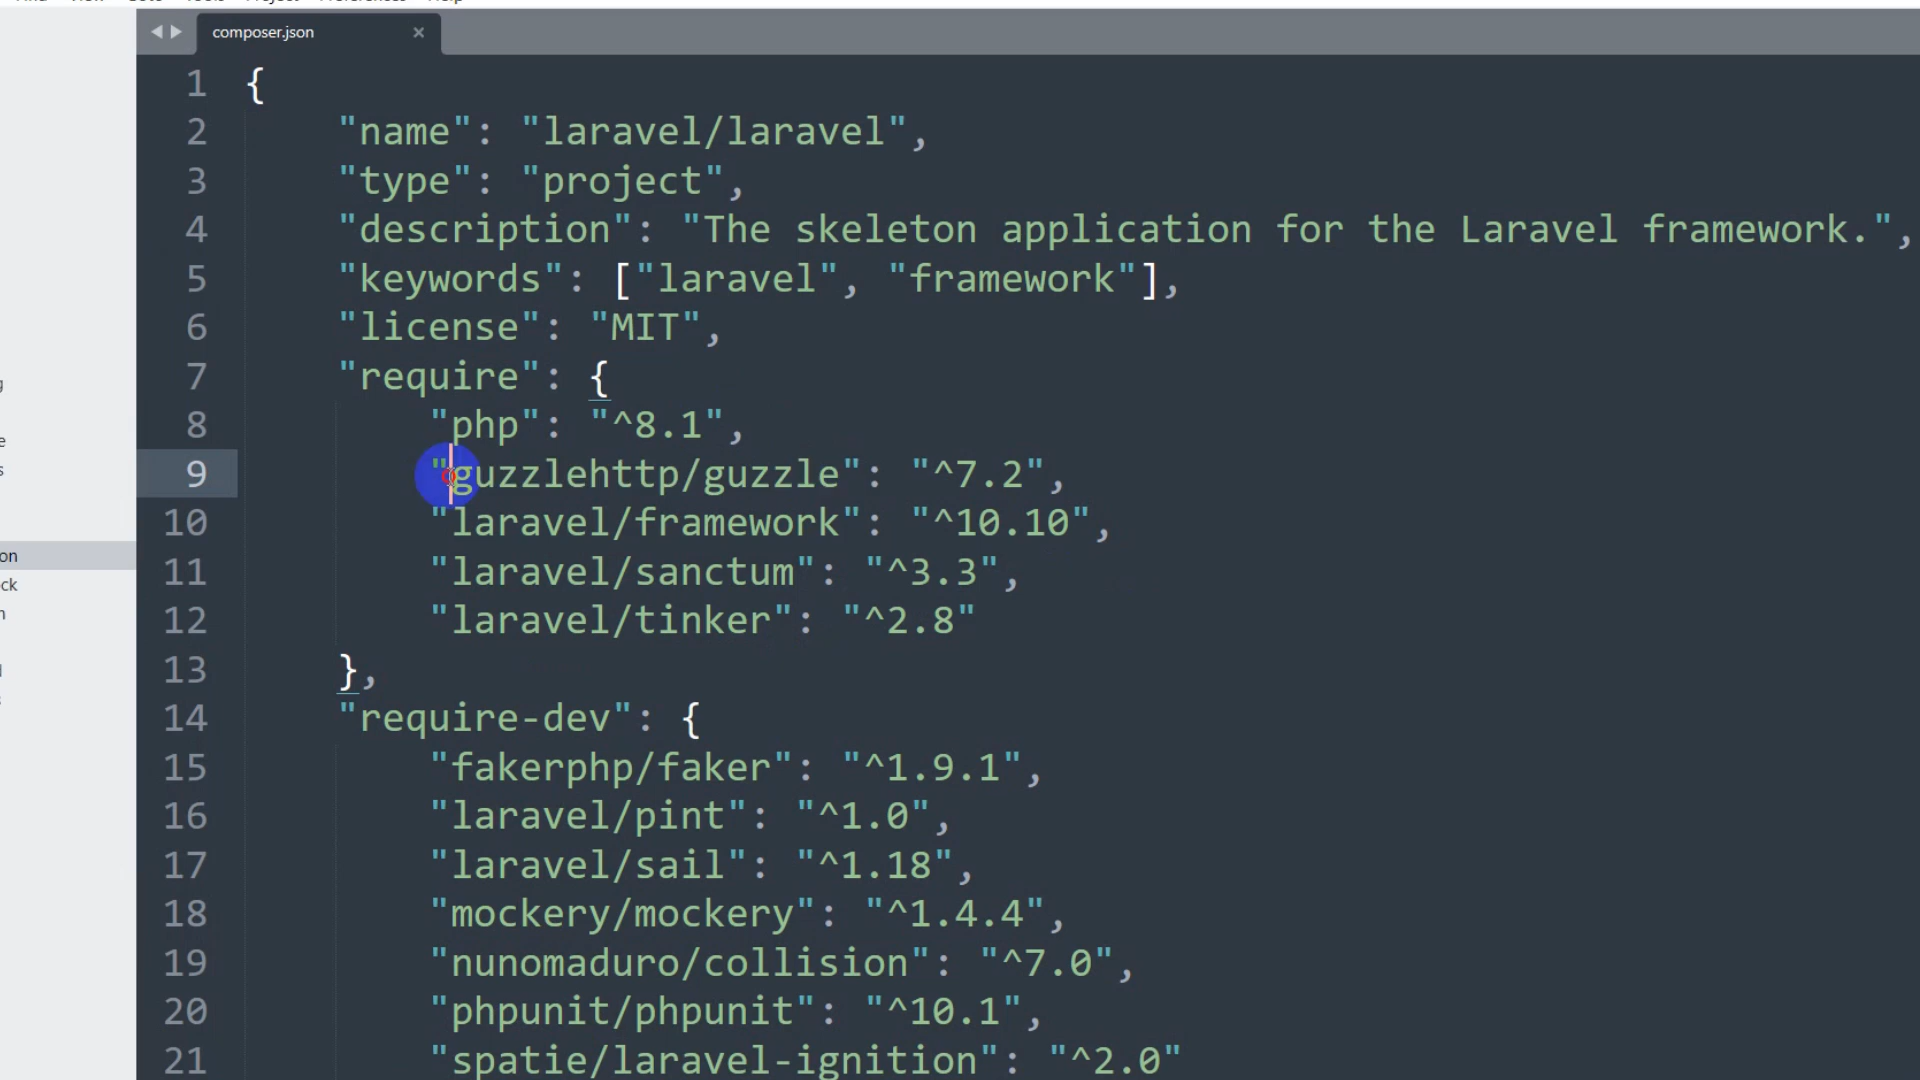 composer.json
1 {
2 "name": "laravel/laravel",
3 "type": "project",
4 "description": "The skeleton application for the Laravel framework.",
5 "keywords": ["laravel", "framework"],
6 "license": "MIT",
7 "require": {
8 "php": "^8.1",
9 "guzzlehttp/guzzle": "^7.2",
10 "laravel/framework": "^10.10",
11 "laravel/sanctum": "^3.3",
12 "laravel/tinker": "^2.8"
13 },
14 "require-dev": {
15 "fakerphp/faker": "^1.9.1",
16 "laravel/pint": "^1.0",
17 "laravel/sail": "^1.18",
18 "mockery/mockery": "^1.4.4",
19 "nunomaduro/collision": "^7.0",
20 "phpunit/phpunit": "^10.1",
21 "spatie/laravel-ignition": "^2.0"